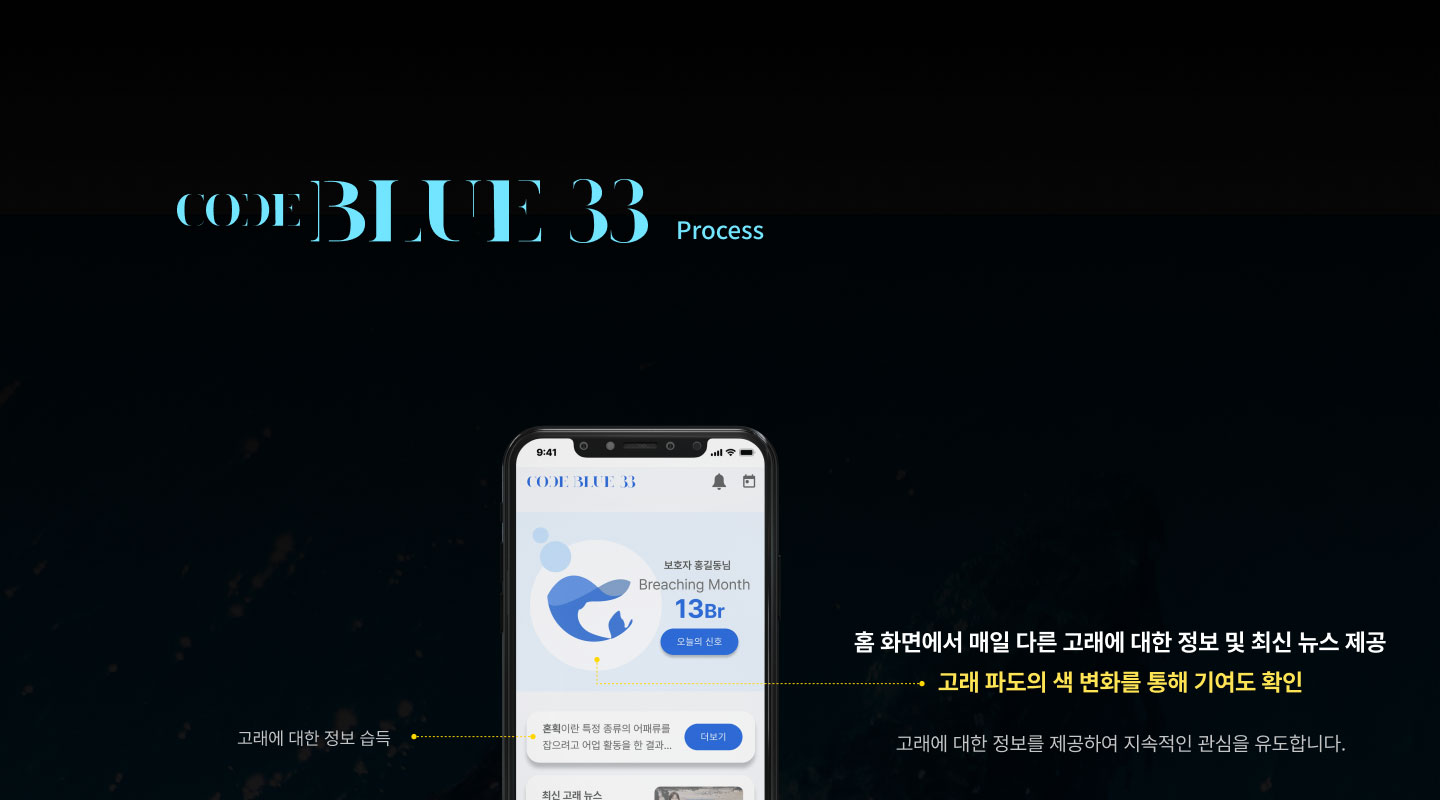 CODE BLUE 33 Process
9:41
CODE BLUE 33
보호자 홍길동님
Breaching Month
13Br
오늘의 신호
홈 화면에서 매일 다른 고래에 대한 정보 및 최신 뉴스 제공
고래 파도의 색 변화를 통해 기여도 확인
고래에 대한 정보 습득
혼획이란 특정 종류의 어패류를
잡으려고 어업 활동을 한 결과...
더보기
고래에 대한 정보를 제공하여 지속적인 관심을 유도합니다.
최신 고래 뉴스